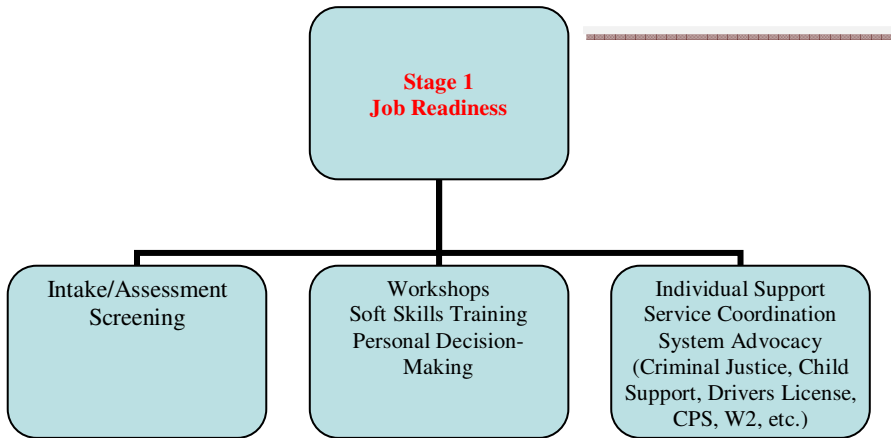 Stage 1
Job Readiness
Intake/Assessment
Screening
Workshops
Soft Skills Training
Personal Decision-
Making
Individual Support
Service Coordination
System Advocacy
(Criminal Justice, Child
Support, Drivers License,
CPS, W2, etc.)